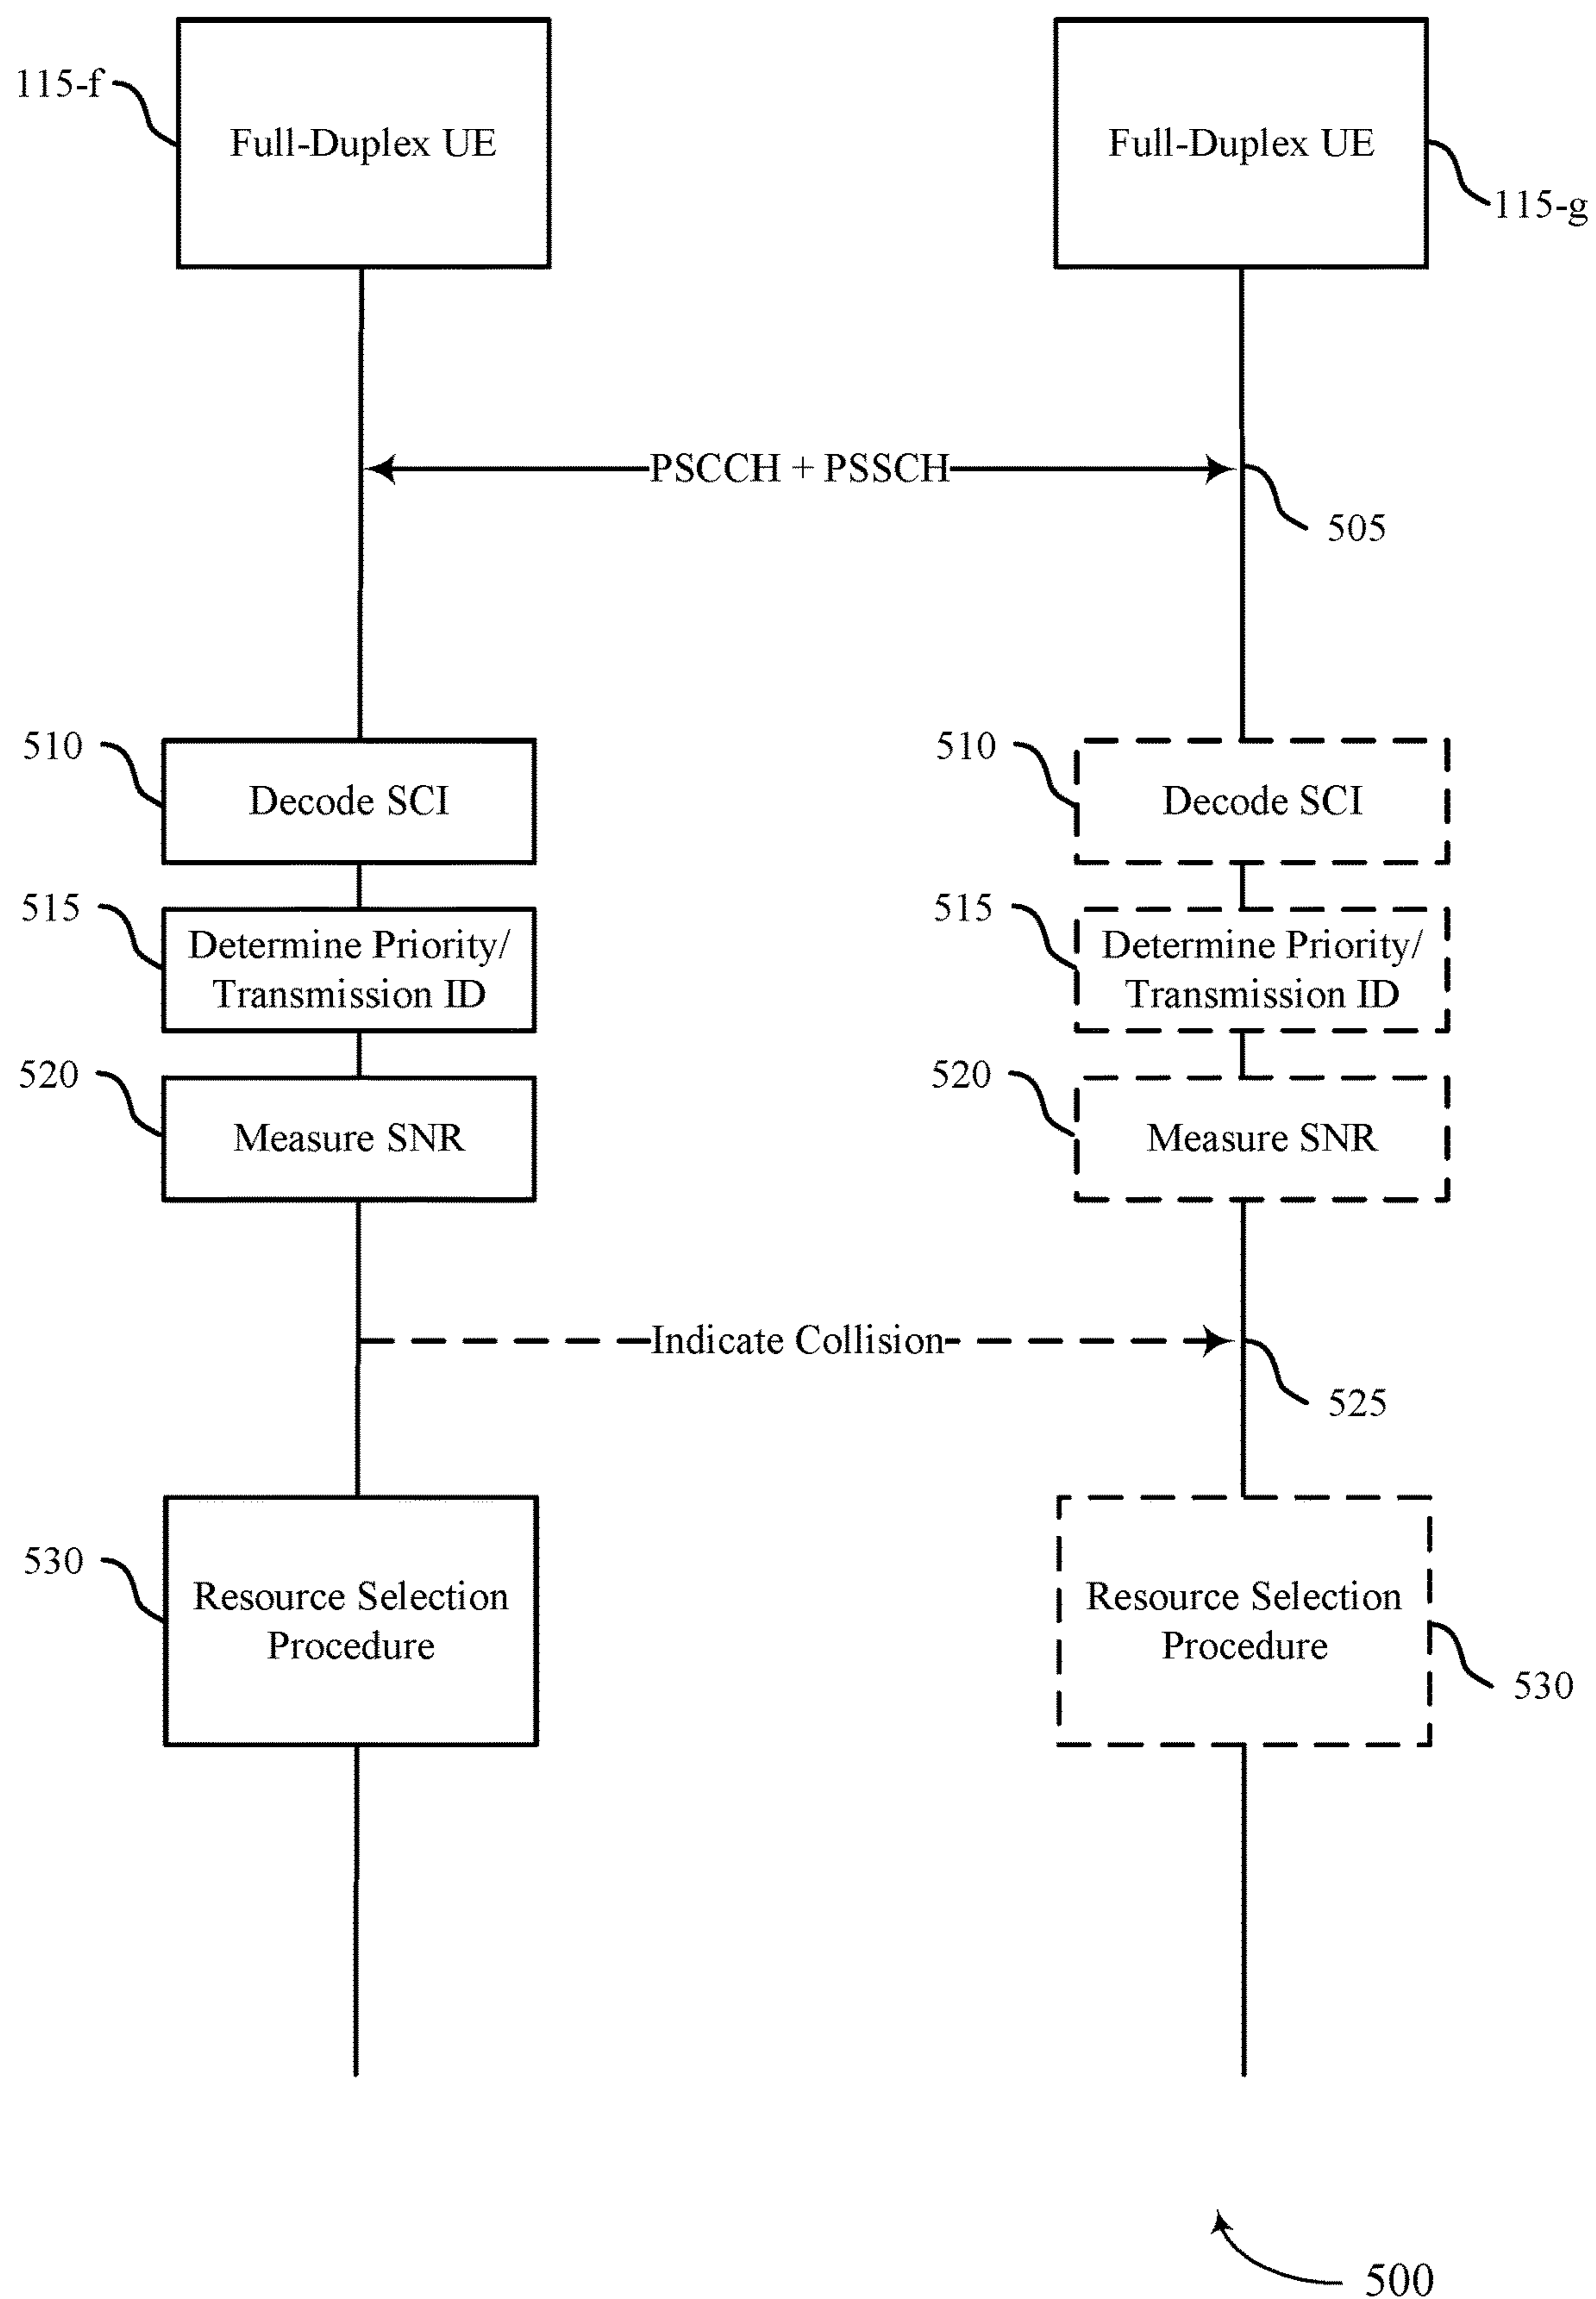 115-f
Full-Duplex UE
Full-Duplex UE
115-g
PSCCH + PSSCH
505
510
Decode SCI
510
Decode SCI
515
Determine Priority/
Transmission ID
515
Determine Priority/
Transmission ID
520
Measure SNR
520
Measure SNR
Indicate Collision
525
530
Resource Selection
Procedure
Resource Selection
Procedure
530
500